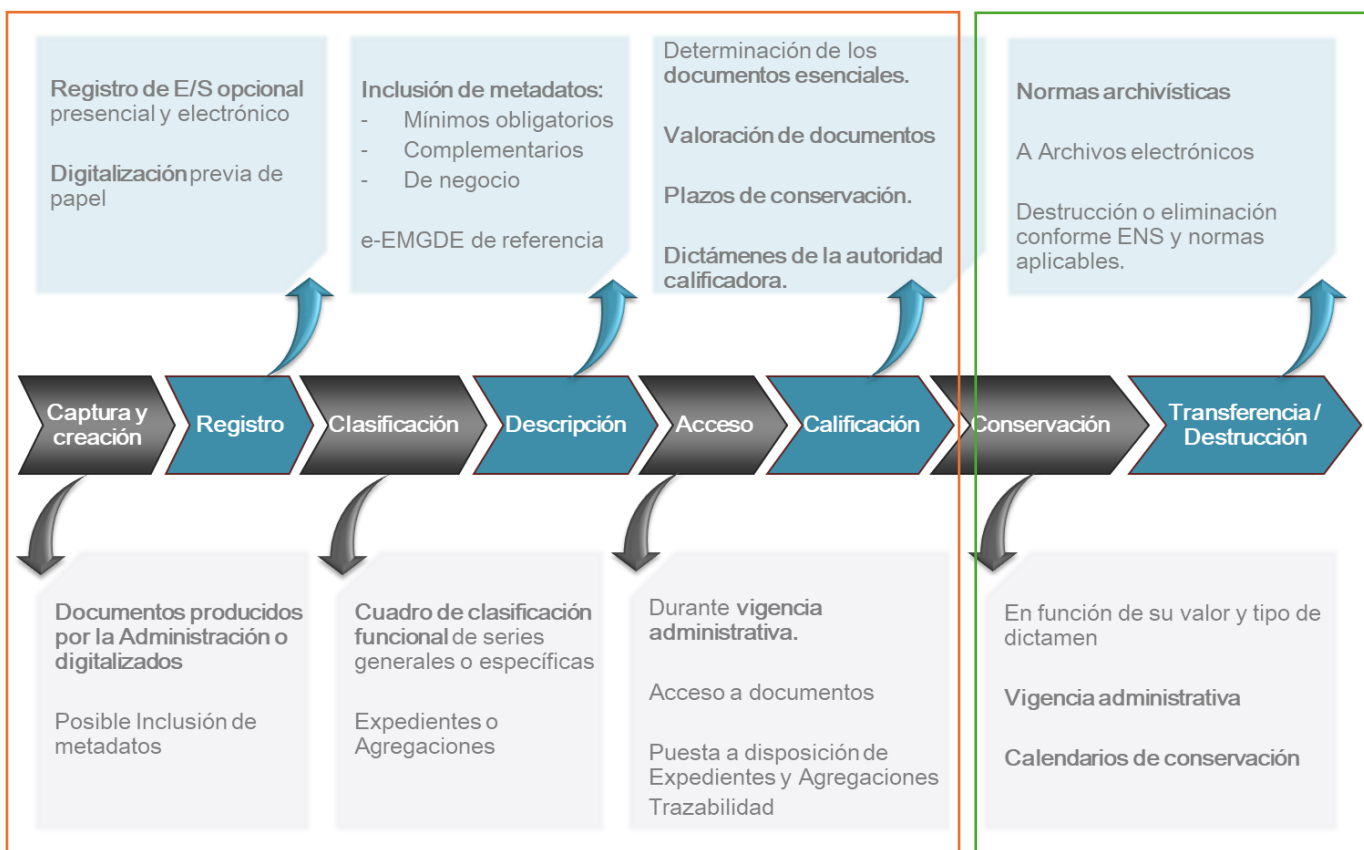 Registro de E/S opcional
presencial y electrónico
Digitalización previa de
papel
Inclusión de metadatos:
- Mínimos obligatorios
- Complementarios
- De negocio
e-EMGDE de referencia
Determinación de los
documentos esenciales.
Valoración de documentos
Plazos de conservación.
Dictámenes de la autoridad
calificadora.
Normas archivísticas
A Archivos electrónicos
Destrucción o eliminación
conforme ENS y normas
aplicables.
Captura y
creación
Registro
Clasificación
Descripción
Acceso
Calificación
Conservación
Transferencia /
Destrucción
Documentos producidos
por la Administración o
digitalizados
Posible Inclusión de
metadatos
Cuadro de clasificación
funcional de series
generales o específicas
Expedientes o
Agregaciones
Durante vigencia
administrativa.
Acceso a documentos
Puesta a disposición de
Expedientes y Agregaciones
Trazabilidad
En función de su valor y tipo de
dictamen
Vigencia administrativa
Calendarios de conservación